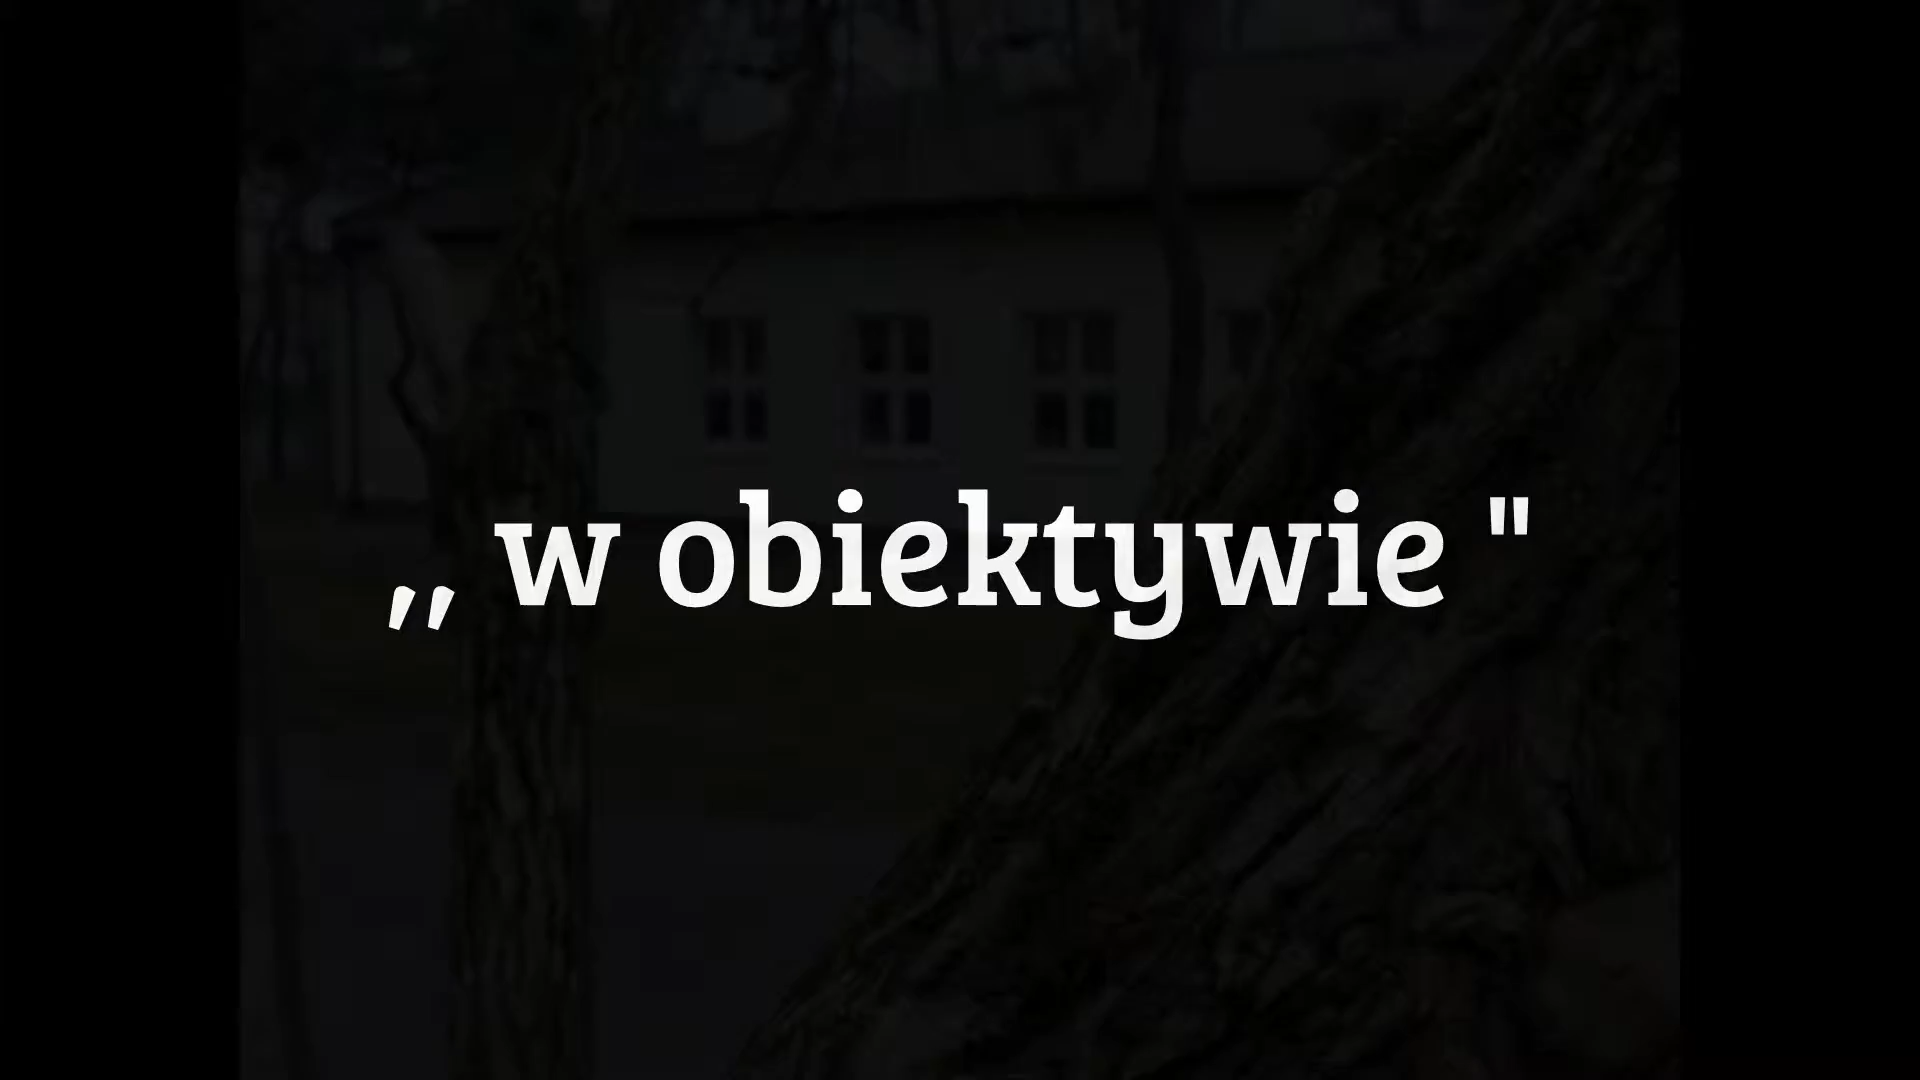 ,, w obiektywie "